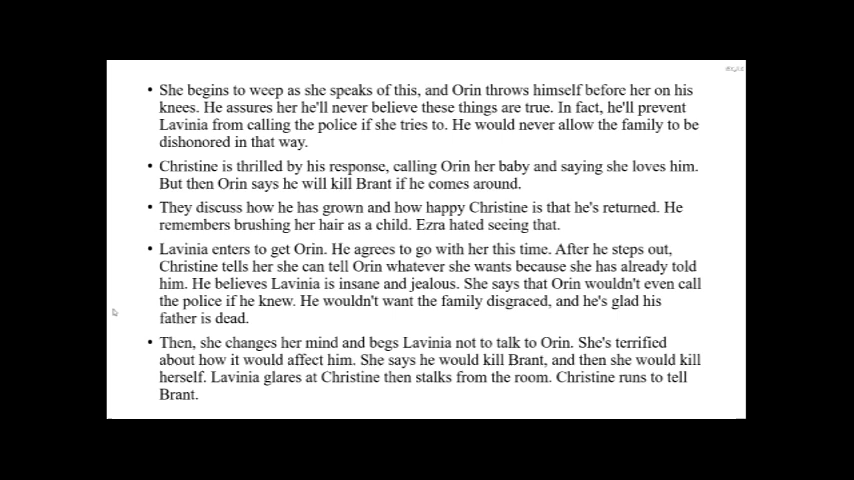 • She begins to weep as she speaks of this, and Orin throws himself before her on his
knees. He assures her he'll never believe these things are true. In fact, he'll prevent
Lavinia from calling the police if she tries to. He would never allow the family to be
dishonored in that way.
• Christine is thrilled by his response, calling Orin her baby and saying she loves him.
But then Orin says he will kill Brant if he comes around.
• They discuss how he has grown and how happy Christine is that he's returned. He
remembers brushing her hair as a child. Ezra hated seeing that.
• Lavinia enters to get Orin. He agrees to go with her this time. After he steps out,
Christine tells her she can tell Orin whatever she wants because she has already told
him. He believes Lavinia is insane and jealous. She says that Orin wouldn't even call
the police if he knew. He wouldn't want the family disgraced, and he's glad his
father is dead.
• Then, she changes her mind and begs Lavinia not to talk to Orin. She's terrified
about how it would affect him. She says he would kill Brant, and then she would kill
herself. Lavinia glares at Christine then stalks from the room. Christine runs to tell
Brant.